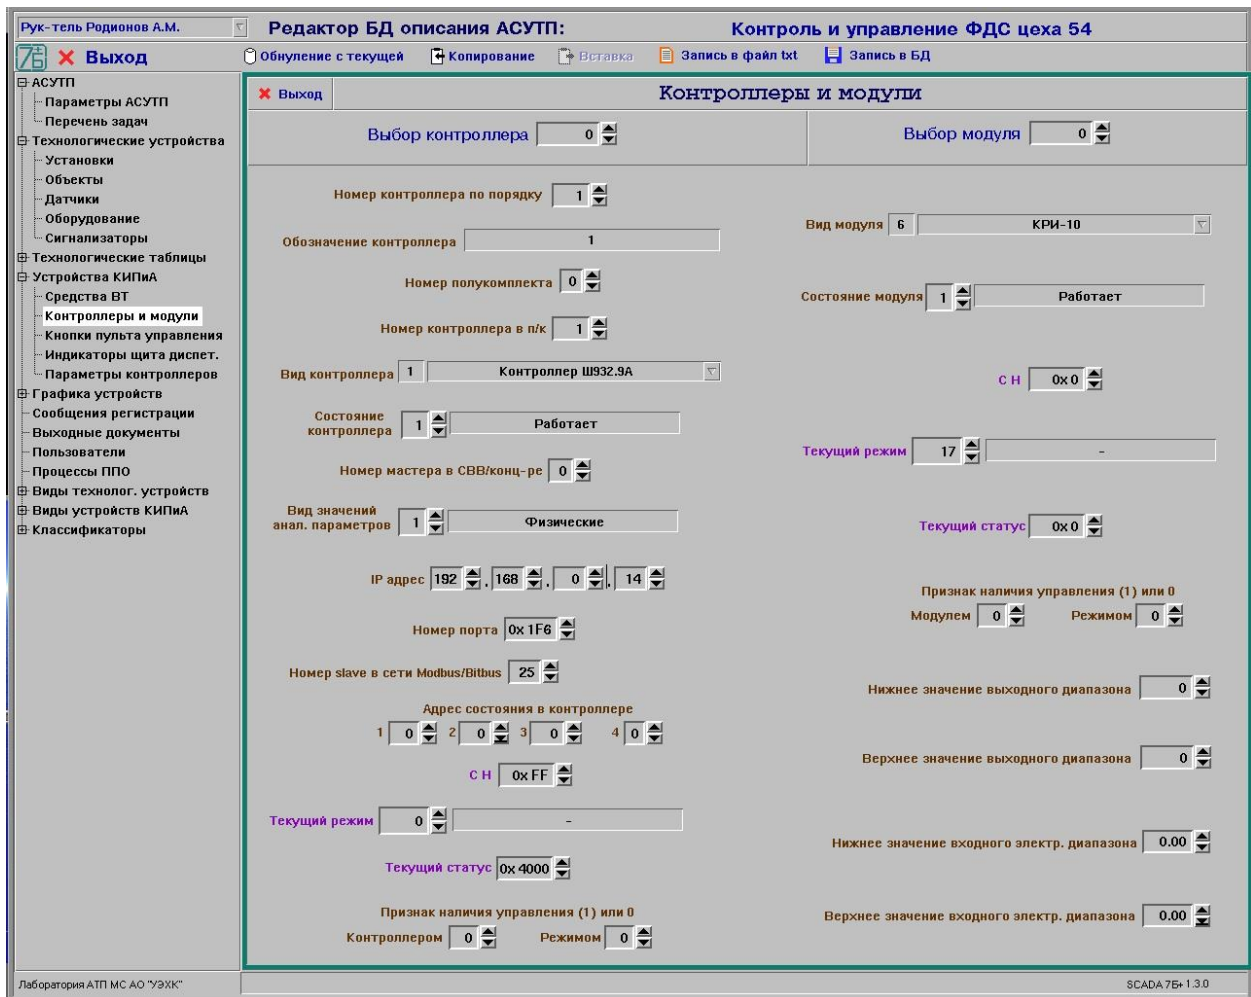 Рук-тель Родионов А.М.
Редактор БД описания АСУТП:
Контроль и управление ФДС цеха 54
7Б
Выход
Обнуление с текущей
Копирование
Вставка
Запись в файл txt
Запись в БД
АСУТП
Параметры АСУТП
Перечень задач
Технологические устройства
Установки
Объекты
Датчики
Оборудование
Сигнализаторы
Технологические таблицы
Устройства КИПиА
Средства ВТ
Контроллеры и модули
Кнопки пульта управления
Индикаторы щита диспет.
Параметры контроллеров
Графика устройств
Сообщения регистрации
Выходные документы
Пользователи
Процессы ППО
Виды технолог. устройств
Виды устройств КИПиА
Классификаторы
Выход
Контроллеры и модули
Выбор контроллера 0
Номер контроллера по порядку 1
Обозначение контроллера 1
Номер полукомплекта 0
Номер контроллера в п/к 1
Вид контроллера 1 Контроллер Ш932.9А
Состояние
контроллера 1 Работает
Номер мастера в СВВ/конц-ре 0
Вид значений
анал. параметров 1 Физические
IP адрес 192 . 168 . 0 . 14
Номер порта 0x 1F6
Номер slave в сети Modbus/Bitbus 25
Адрес состояния в контроллере
1 0 2 0 3 0 4 0
С Н 0x FF
Текущий режим 0 -
Текущий статус 0x 4000
Признак наличия управления (1) или 0
Контроллером 0 Режимом 0
Выбор модуля 0
Вид модуля 6 КРИ-10
Состояние модуля 1 Работает
С Н 0x 0
Текущий режим 17 -
Текущий статус 0x 0
Признак наличия управления (1) или 0
Модулем 0 Режимом 0
Нижнее значение выходного диапазона 0
Верхнее значение выходного диапазона 0
Нижнее значение входного электр. диапазона 0.00
Верхнее значение входного электр. диапазона 0.00
Лаборатория АТП МС АО "УЭХК"
SCADA 7Б+ 1.3.0